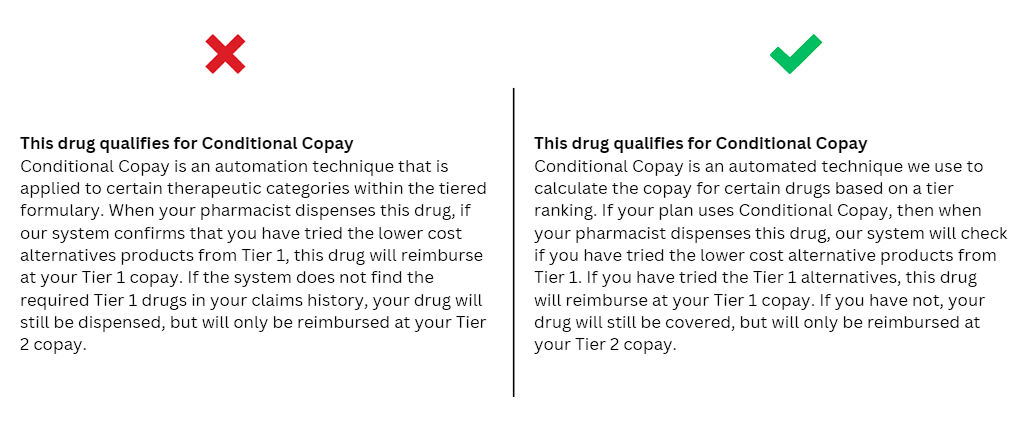 This drug qualifies for Conditional Copay
Conditional Copay is an automation technique that is
applied to certain therapeutic categories within the tiered
formulary. When your pharmacist dispenses this drug, if
our system confirms that you have tried the lower cost
alternatives products from Tier 1, this drug will reimburse
at your Tier 1 copay. If the system does not find the
required Tier 1 drugs in your claims history, your drug will
still be dispensed, but will only be reimbursed at your Tier
2 copay.
This drug qualifies for Conditional Copay
Conditional Copay is an automated technique we use to
calculate the copay for certain drugs based on a tier
ranking. If your plan uses Conditional Copay, then when
your pharmacist dispenses this drug, our system will check
if you have tried the lower cost alternative products from
Tier 1. If you have tried the Tier 1 alternatives, this drug
will reimburse at your Tier 1 copay. If you have not, your
drug will still be covered, but will only be reimbursed at
your Tier 2 copay.